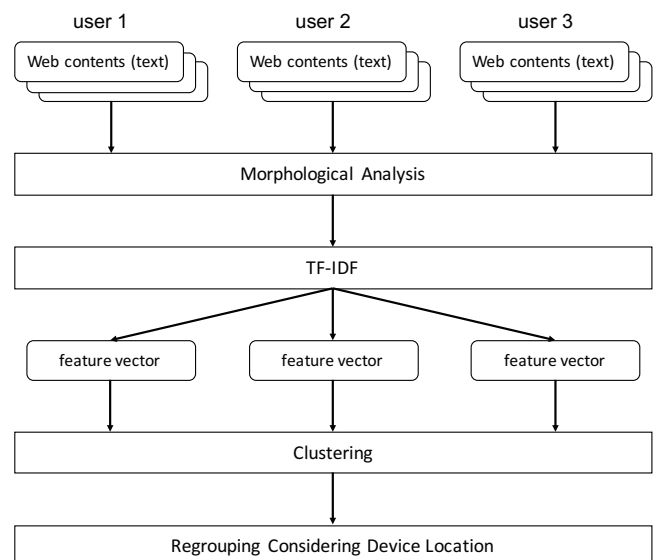 user 1
user 2
user 3
Web contents (text)
Web contents (text)
Web contents (text)
Morphological Analysis
TF-IDF
feature vector
feature vector
feature vector
Clustering
Regrouping Considering Device Location